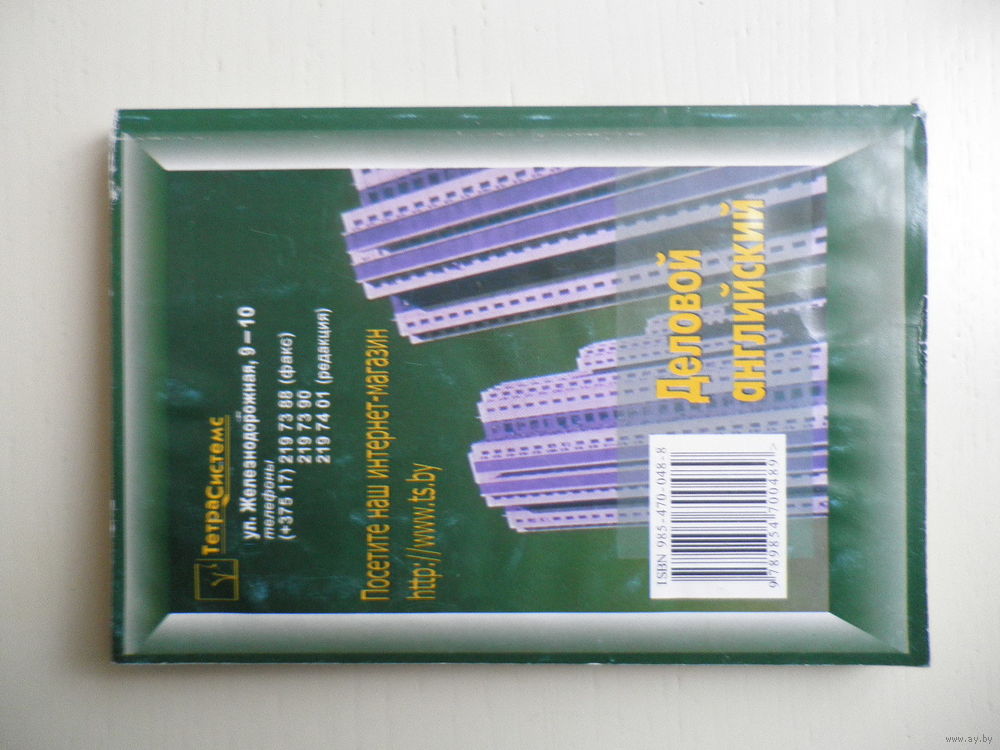 ТетраСистемс
ул. Железнодорожная, 9–10
телефоны
(+375 17) 219 73 88 (факс)
219 73 90
219 74 01 (редакция)
Посетите наш интернет-магазин
http://www.ts.by
Деловой
английский
ISBN 985-470-048-8
9 789854 700489 >
www.ay.by